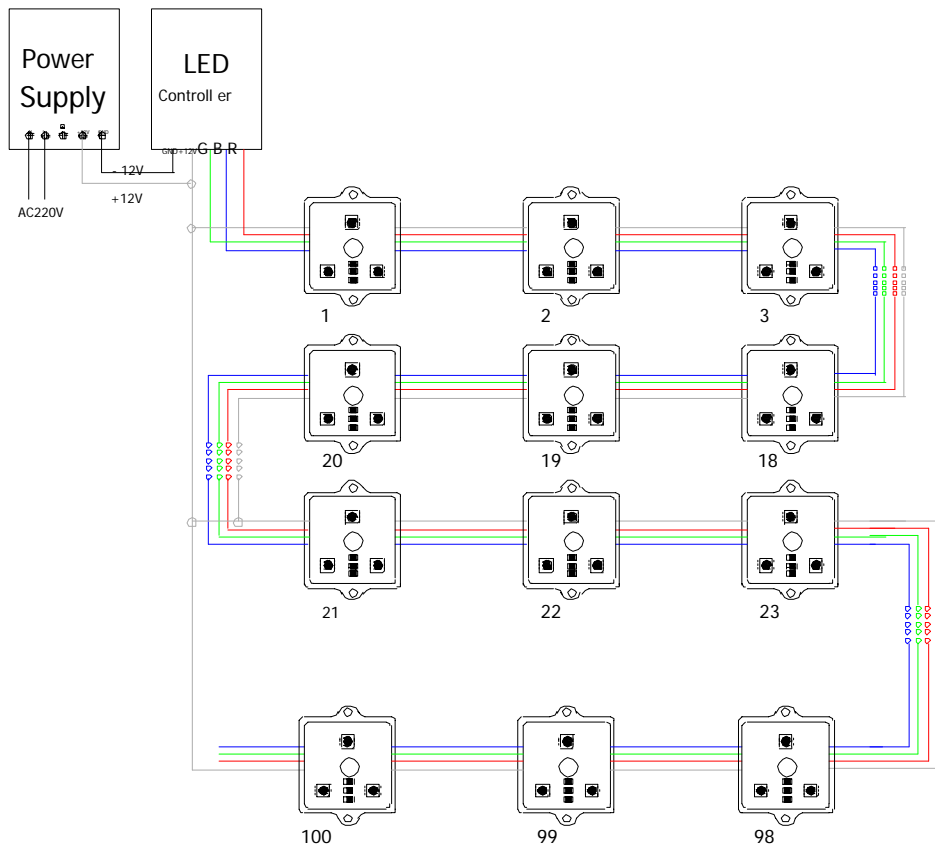 Power
Supply
LED
Controll er
GND+12V G B R
- 12V
+12V
AC220V
1
2
3
20
19
18
21
22
23
100
99
98